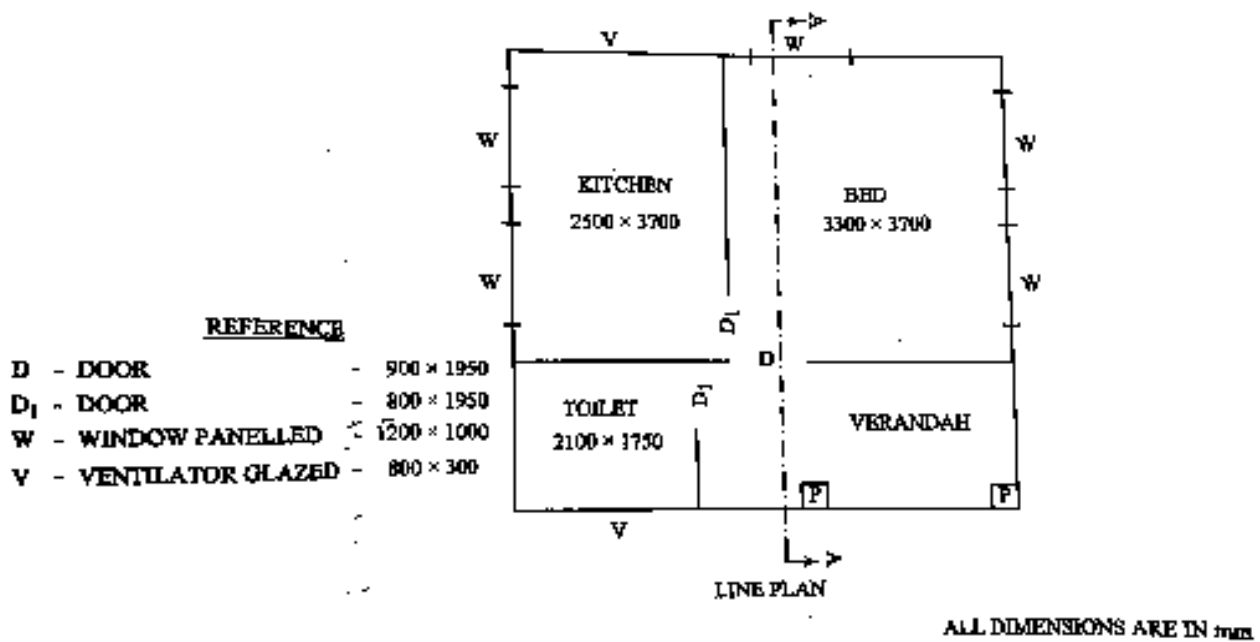 V
W
W
W
KITCHEN
2500 × 3700
BED
3300 × 3700
W
W
D₁
D
REFERENCE
D - DOOR - 900 × 1950
D₁ - DOOR - 800 × 1950
W - WINDOW PANELLED - 1200 × 1000
V - VENTILATOR GLAZED - 800 × 300
TOILET
2100 × 1750
D₁
VERANDAH
P
P
V
LINE PLAN
ALL DIMENSIONS ARE IN mm